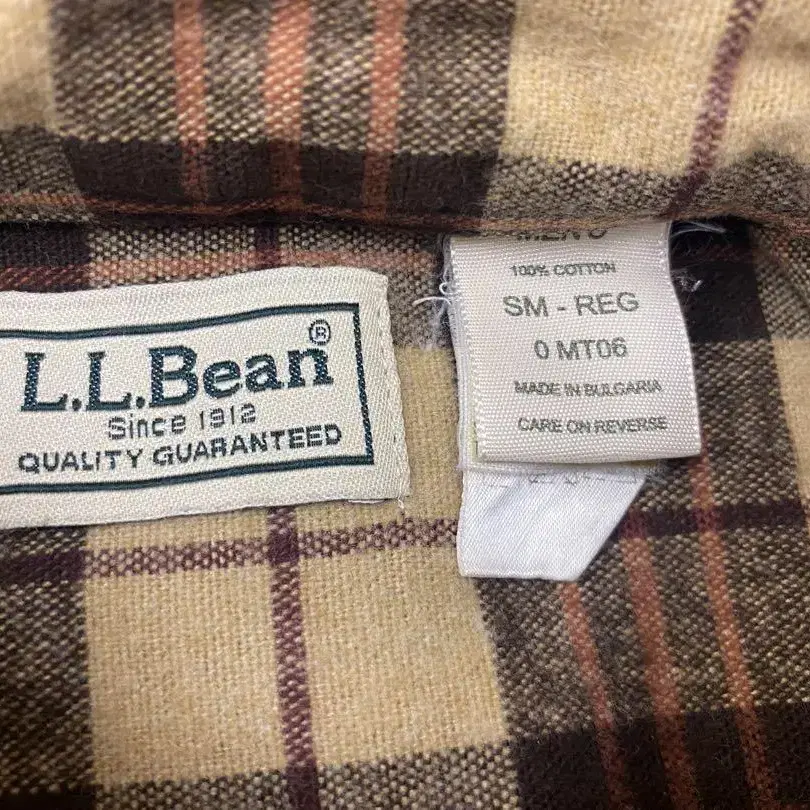 L.L.Bean®
Since 1912
QUALITY GUARANTEED
100% COTTON
SM - REG
0 MT06
MADE IN BULGARIA
CARE ON REVERSE